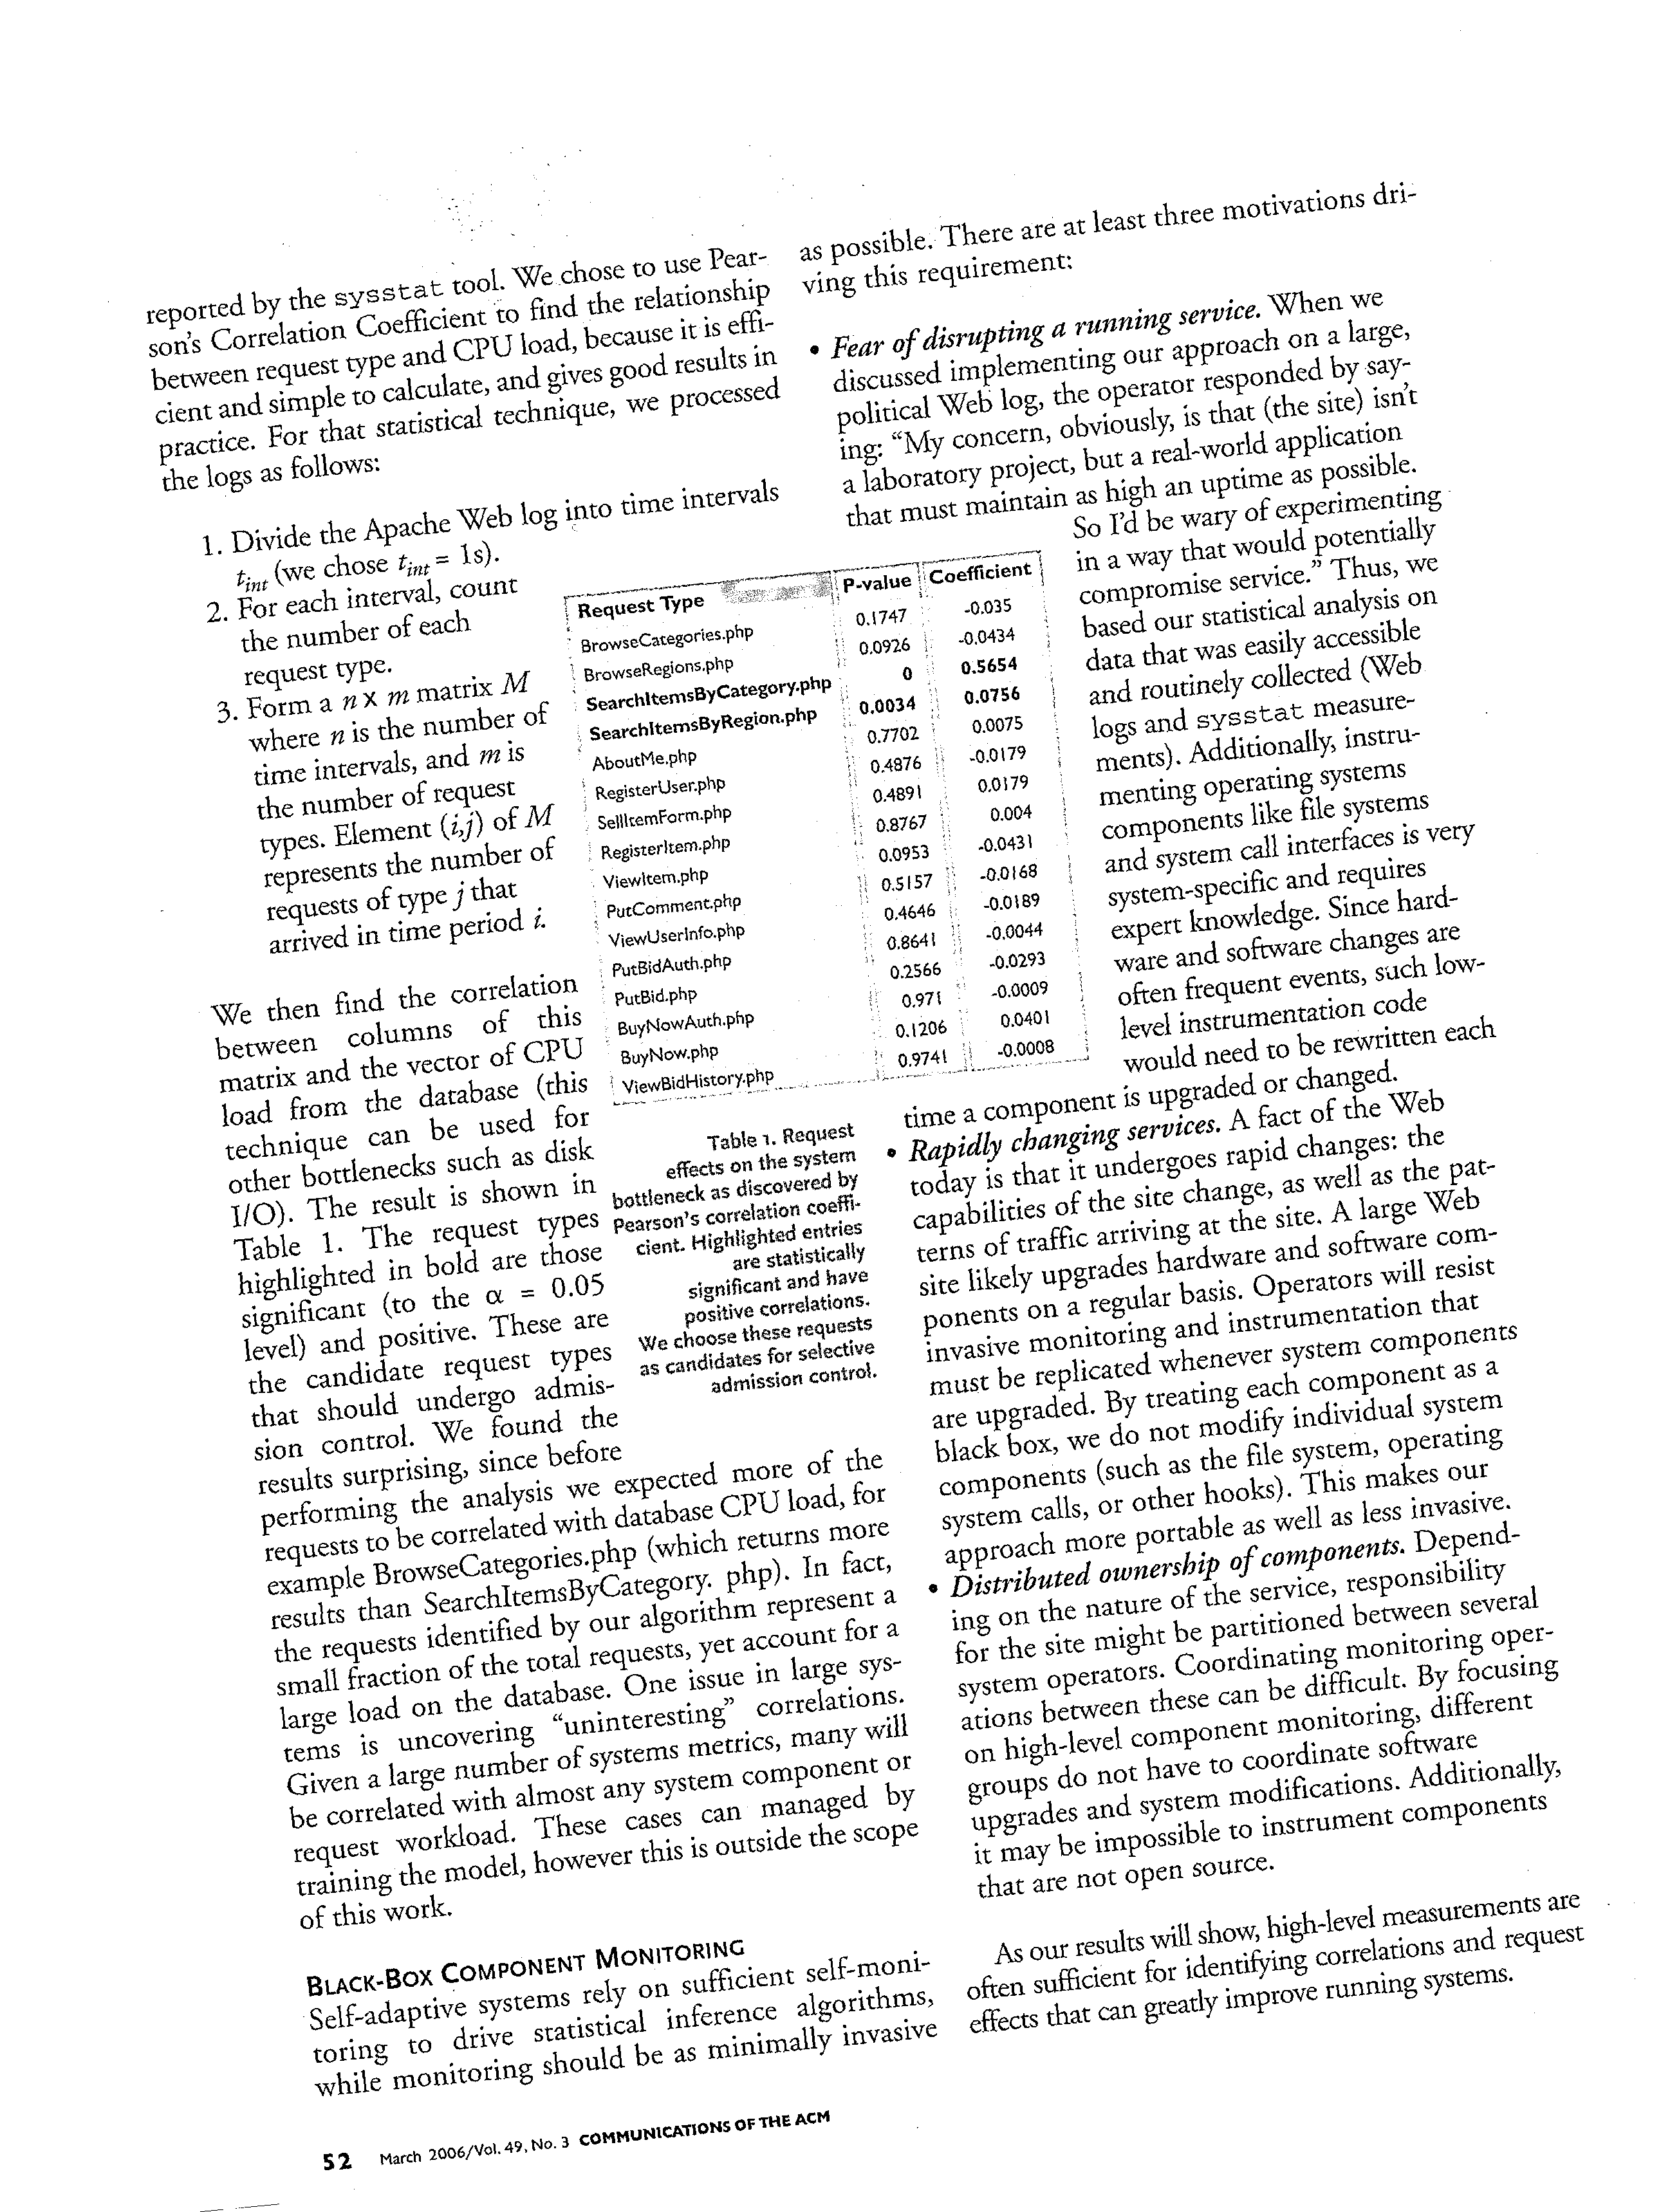 reported by the sysstat tool. We chose to use Pear-
son's Correlation Coefficient to find the relationship
between request type and CPU load, because it is effi-
cient and simple to calculate, and gives good results in
practice. For that statistical technique, we processed
the logs as follows:
1. Divide the Apache Web log into time intervals
tint (we chose tint = 1s).
2. For each interval, count
the number of each
request type.
3. Form a n x m matrix M
where n is the number of
time intervals, and m is
the number of request
types. Element (i,j) of M
represents the number of
requests of type j that
arrived in time period i.
We then find the correlation
between columns of this
matrix and the vector of CPU
load from the database (this
technique can be used for
other bottlenecks such as disk
I/O). The result is shown in
Table 1. The request types
highlighted in bold are those
significant (to the α = 0.05
level) and positive. These are
the candidate request types
that should undergo admis-
sion control. We found the
results surprising, since before
performing the analysis we expected more of the
requests to be correlated with database CPU load, for
example BrowseCategories.php (which returns more
results than SearchItemsByCategory. php). In fact,
the requests identified by our algorithm represent a
small fraction of the total requests, yet account for a
large load on the database. One issue in large sys-
tems is uncovering "uninteresting" correlations.
Given a large number of systems metrics, many will
be correlated with almost any system component or
request workload. These cases can managed by
training the model, however this is outside the scope
of this work.
BLACK-BOX COMPONENT MONITORING
Self-adaptive systems rely on sufficient self-moni-
toring to drive statistical inference algorithms,
while monitoring should be as minimally invasive
Request Type P-value Coefficient
BrowseCategories.php 0.1747 -0.035
BrowseRegions.php 0.0926 -0.0434
SearchItemsByCategory.php 0 0.5654
SearchItemsByRegion.php 0.0034 0.0756
AboutMe.php 0.7702 0.0075
RegisterUser.php 0.4876 -0.0179
SellItemForm.php 0.4891 0.0179
RegisterItem.php 0.8767 0.004
ViewItem.php 0.0953 -0.0431
PutComment.php 0.5157 -0.0168
ViewUserInfo.php 0.4646 -0.0189
PutBidAuth.php 0.8641 -0.0044
PutBid.php 0.2566 -0.0293
BuyNowAuth.php 0.971 -0.0009
BuyNow.php 0.1206 0.0401
ViewBidHistory.php 0.9741 -0.0008
Table 1. Request
effects on the system
bottleneck as discovered by
Pearson's correlation coeffi-
cient. Highlighted entries
are statistically
significant and have
positive correlations.
We choose these requests
as candidates for selective
admission control.
as possible. There are at least three motivations dri-
ving this requirement:
• Fear of disrupting a running service. When we
discussed implementing our approach on a large,
political Web log, the operator responded by say-
ing: "My concern, obviously, is that (the site) isn't
a laboratory project, but a real-world application
that must maintain as high an uptime as possible.
So I'd be wary of experimenting
in a way that would potentially
compromise service." Thus, we
based our statistical analysis on
data that was easily accessible
and routinely collected (Web
logs and sysstat measure-
ments). Additionally, instru-
menting operating systems
components like file systems
and system call interfaces is very
system-specific and requires
expert knowledge. Since hard-
ware and software changes are
often frequent events, such low-
level instrumentation code
would need to be rewritten each
time a component is upgraded or changed.
• Rapidly changing services. A fact of the Web
today is that it undergoes rapid changes: the
capabilities of the site change, as well as the pat-
terns of traffic arriving at the site. A large Web
site likely upgrades hardware and software com-
ponents on a regular basis. Operators will resist
invasive monitoring and instrumentation that
must be replicated whenever system components
are upgraded. By treating each component as a
black box, we do not modify individual system
components (such as the file system, operating
system calls, or other hooks). This makes our
approach more portable as well as less invasive.
• Distributed ownership of components. Depend-
ing on the nature of the service, responsibility
for the site might be partitioned between several
system operators. Coordinating monitoring oper-
ations between these can be difficult. By focusing
on high-level component monitoring, different
groups do not have to coordinate software
upgrades and system modifications. Additionally,
it may be impossible to instrument components
that are not open source.
As our results will show, high-level measurements are
often sufficient for identifying correlations and request
effects that can greatly improve running systems.
52 March 2006/Vol. 49, No. 3 COMMUNICATIONS OF THE ACM